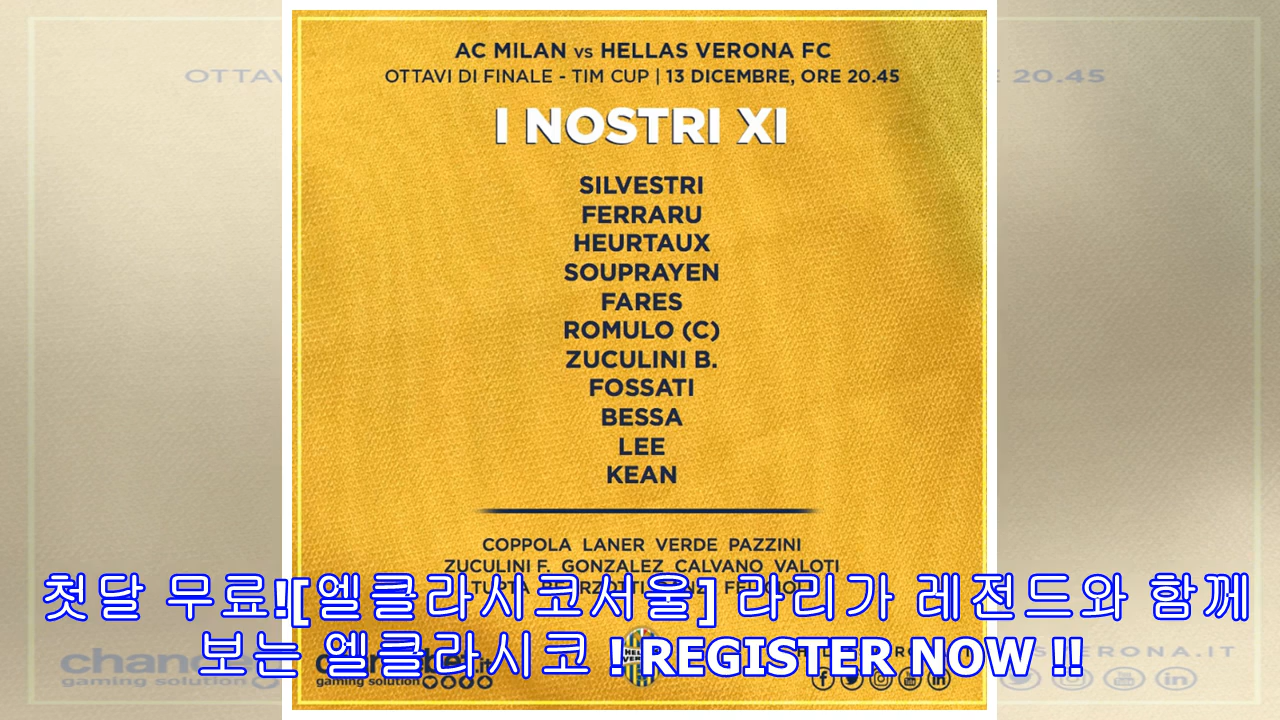 AC MILAN vs HELLAS VERONA FC
OTTAVI DI FINALE - TIM CUP | 13 DICEMBRE, ORE 20.45
I NOSTRI XI
SILVESTRI
FERRARU
HEURTAUX
SOUPRAYEN
FARES
ROMULO (C)
ZUCULINI B.
FOSSATI
BESSA
LEE
KEAN
COPPOLA LANER VERDE PAZZINI
ZUCULINI F. GONZALEZ CALVANO VALOTI
첫달 무료![엘클라시코서울] 라리가 레전드와 함께
보는 엘클라시코 ! REGISTER NOW !!
gaming solution